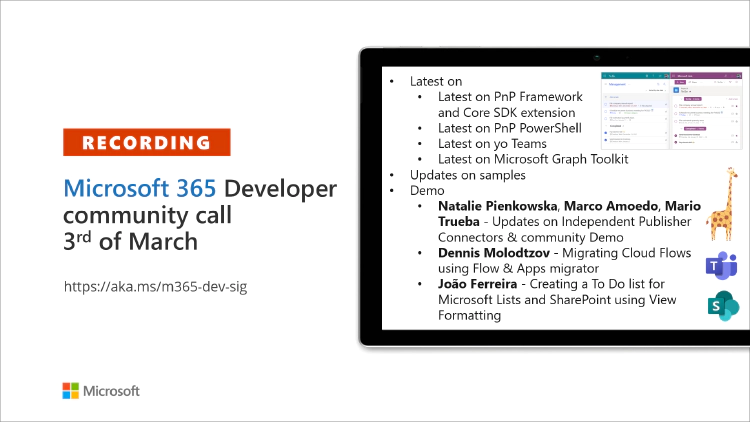 RECORDING
Microsoft 365 Developer
community call
3rd of March
https://aka.ms/m365-dev-sig
Microsoft
• Latest on
• Latest on PnP Framework
and Core SDK extension
• Latest on PnP PowerShell
• Latest on yo Teams
• Latest on Microsoft Graph Toolkit
• Updates on samples
• Demo
• Natalie Pienkowska, Marco Amoedo, Mario
Trueba - Updates on Independent Publisher
Connectors & community Demo
• Dennis Molodtzov - Migrating Cloud Flows
using Flow & Apps migrator
• João Ferreira - Creating a To Do list for
Microsoft Lists and SharePoint using View
Formatting
T
S